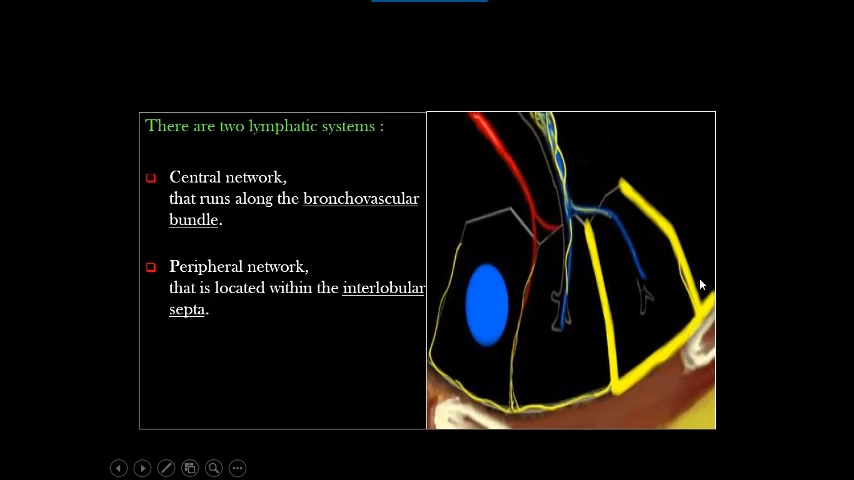 There are two lymphatic systems :
Central network,
that runs along the bronchovascular
bundle.
Peripheral network,
that is located within the interlobular
septa.